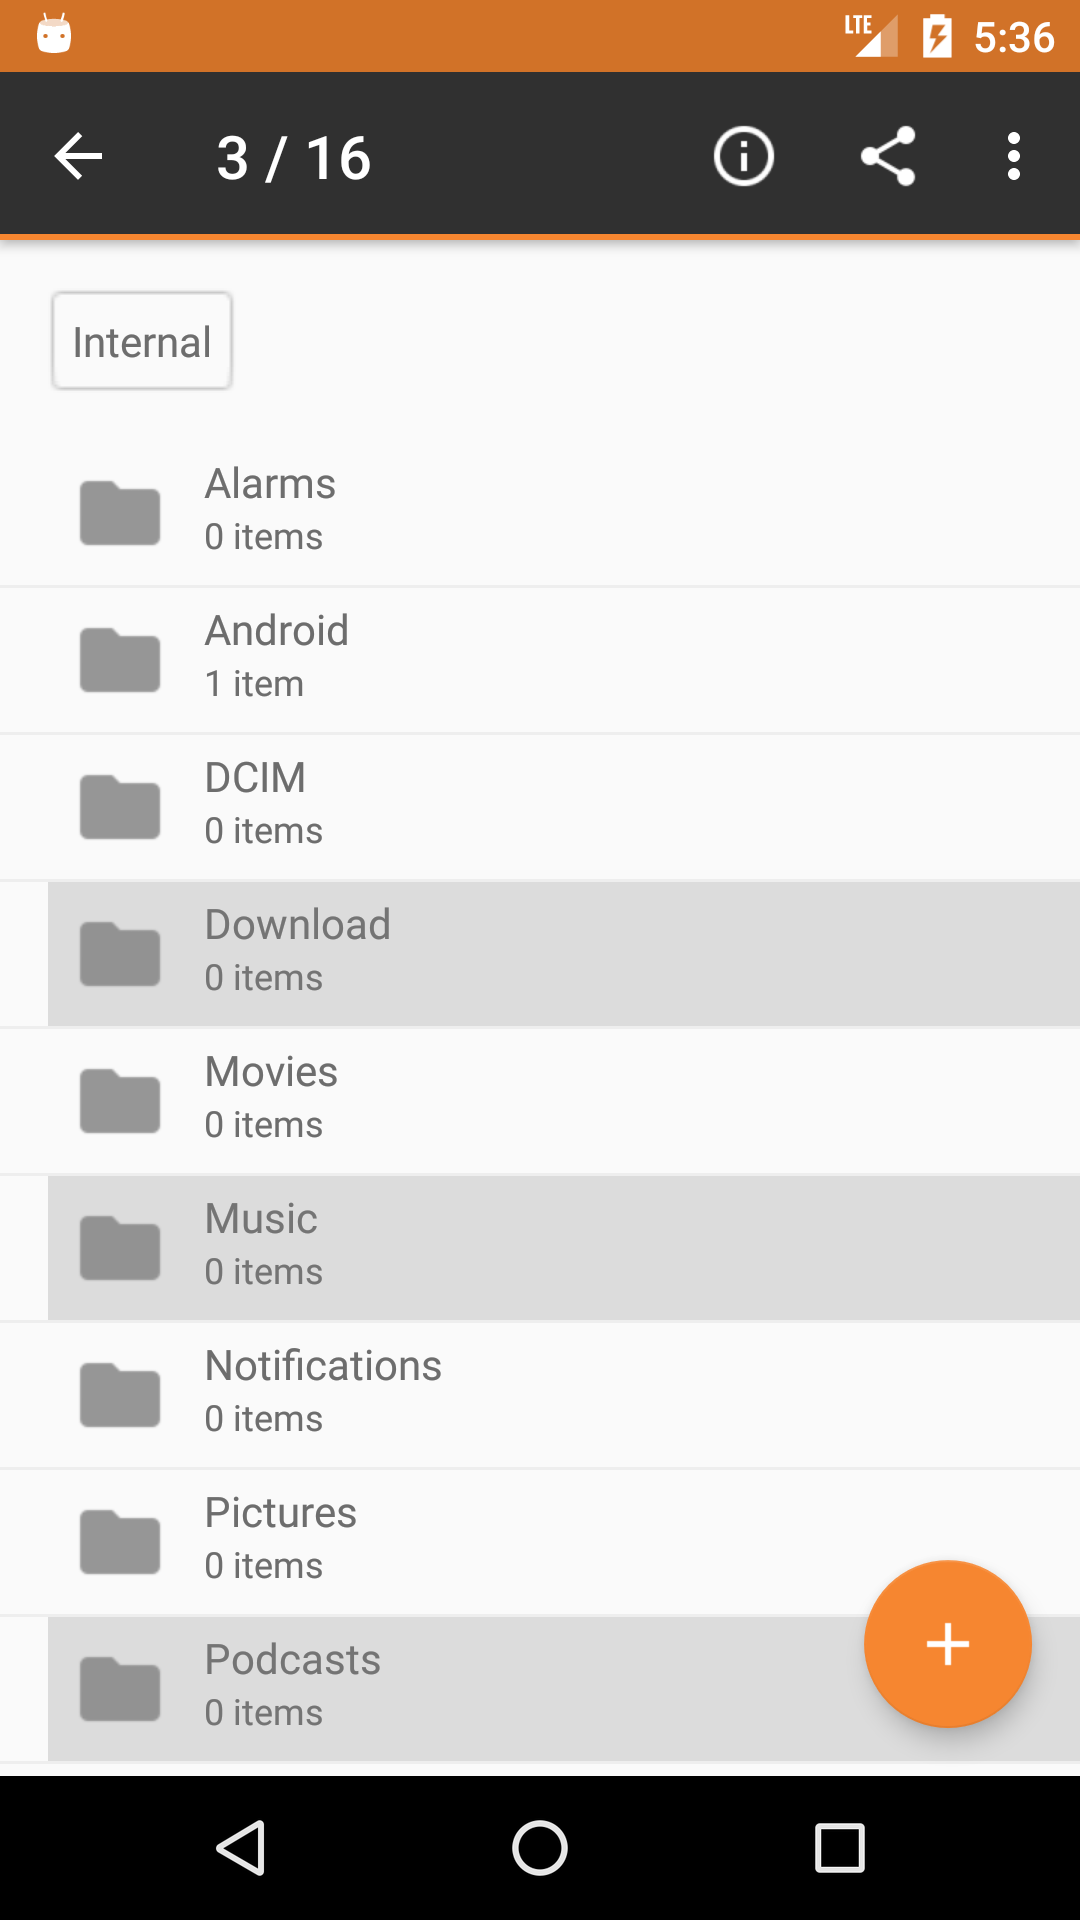 LTE 5:36
3 / 16
Internal
Alarms
0 items
Android
1 item
DCIM
0 items
Download
0 items
Movies
0 items
Music
0 items
Notifications
0 items
Pictures
0 items
Podcasts
0 items